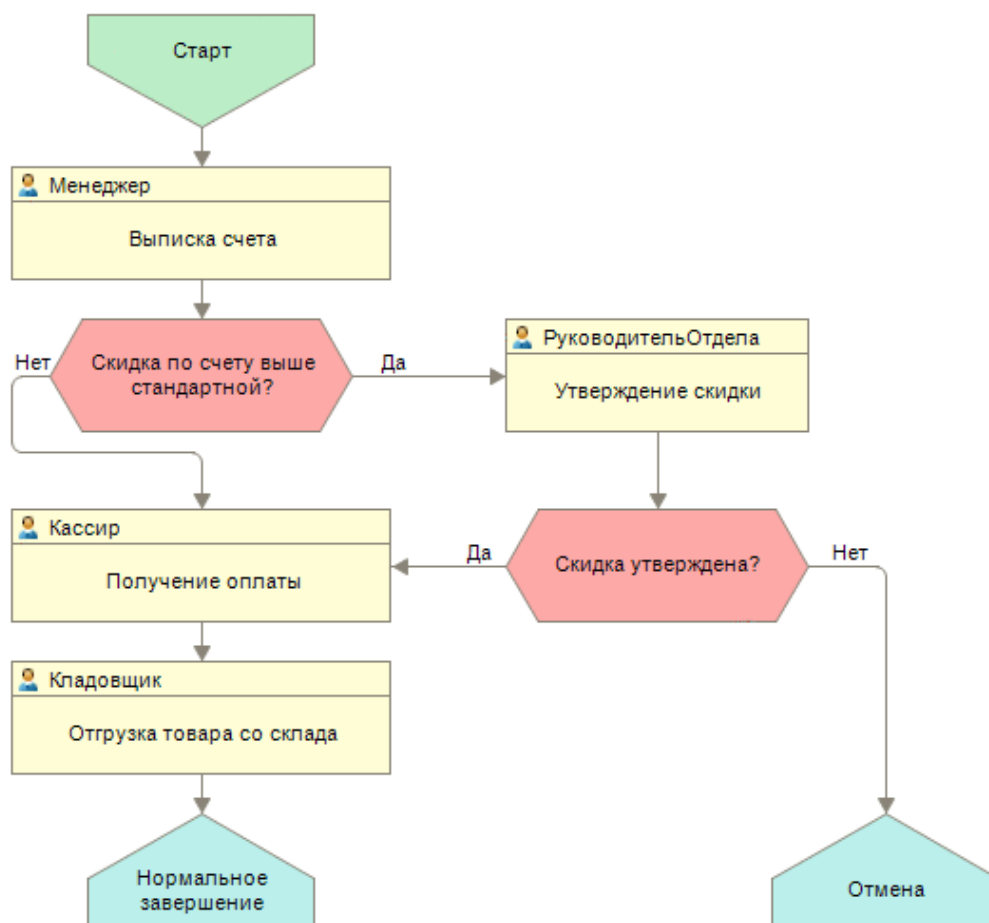 Старт
Менеджер
Выписка счета
Нет
Скидка по счету выше
стандартной?
Да
РуководительОтдела
Утверждение скидки
Кассир
Получение оплаты
Да
Скидка утверждена?
Нет
Кладовщик
Отгрузка товара со склада
Нормальное
завершение
Отмена